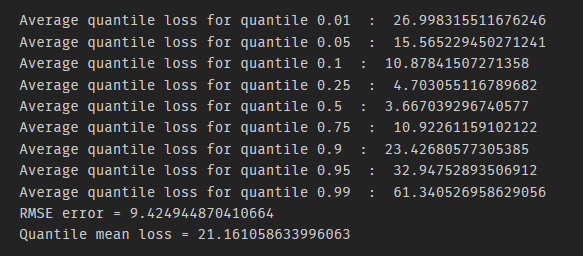 Average quantile loss for quantile 0.01  :  26.998315511676246
Average quantile loss for quantile 0.05  :  15.565229450271241
Average quantile loss for quantile 0.1  :  10.87841507271358
Average quantile loss for quantile 0.25  :  4.703055116789682
Average quantile loss for quantile 0.5  :  3.667039296740577
Average quantile loss for quantile 0.75  :  10.92261159102122
Average quantile loss for quantile 0.9  :  23.42680577305385
Average quantile loss for quantile 0.95  :  32.94752893506912
Average quantile loss for quantile 0.99  :  61.340526958629056
RMSE error = 9.424944870410664
Quantile mean loss = 21.161058633996063